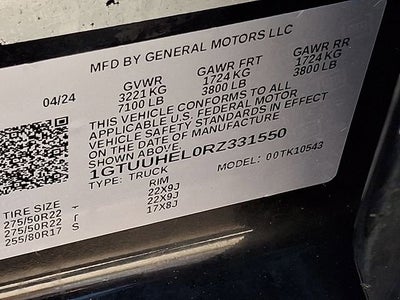 MFD BY GENERAL MOTORS LLC
04/24 GVWR GAWR FRT GAWR RR
3221 KG 1724 KG 1724 KG
7100 LB 3800 LB 3800 LB
THIS VEHICLE CONFORMS TO ALL
APPLICABLE U.S. FEDERAL MOTOR
VEHICLE SAFETY STANDARDS IN EFFECT
ON THE DATE OF MANUFACTURE
SHOWN ABOVE.
1GTUUHEL0RZ331550
TYPE: TRUCK MODEL: 00TK10543
TIRE SIZE RIM
275/50R22 T 22X9J
275/50R22 T 22X9J
255/80R17 S 17X8J